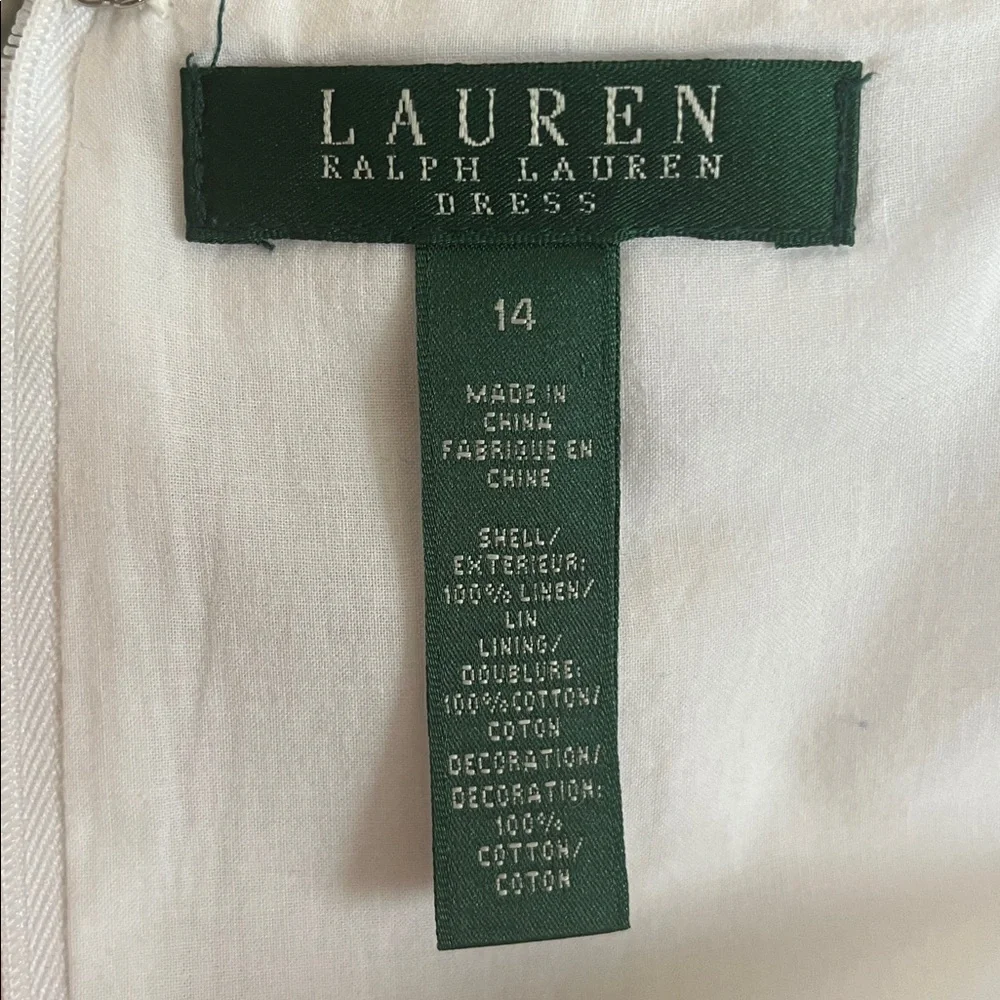 LAUREN
RALPH LAUREN
DRESS
14
MADE IN
CHINA
FABRIQUE EN
CHINE
SHELL/
EXTERIEUR:
100% LINEN/
LIN
LINING/
DOUBLURE:
100% COTTON/
COTON
DECORATION/
DECORATION:
100%
COTTON/
COTON